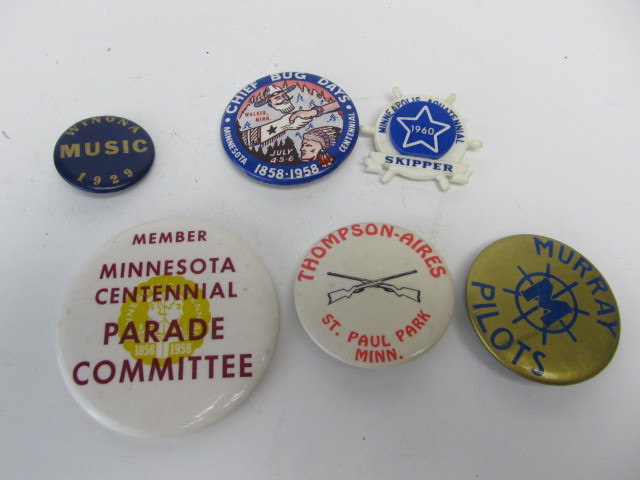 WINONA
MUSIC
1929
CHIEF BUG DAYS
WALKER,
MINN.
JULY
4-5-6
MINNESOTA
CENTENNIAL
1858-1958
MINNEAPOLIS AQUATENNIAL
1960
SKIPPER
MEMBER
MINNESOTA
CENTENNIAL
PARADE
1858 1958
COMMITTEE
THOMPSON-AIRES
ST. PAUL PARK
MINN.
MURRAY
M
PILOTS